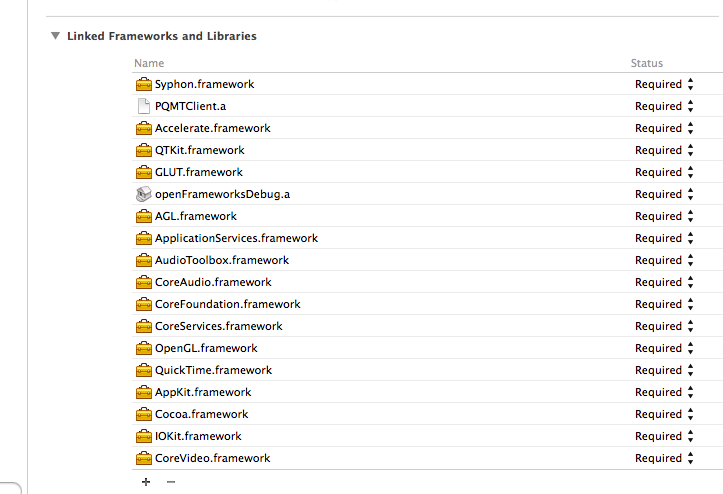 Linked Frameworks and Libraries
Name Status
Syphon.framework Required
PQMTClient.a Required
Accelerate.framework Required
QTKit.framework Required
GLUT.framework Required
openFrameworksDebug.a Required
AGL.framework Required
ApplicationServices.framework Required
AudioToolbox.framework Required
CoreAudio.framework Required
CoreFoundation.framework Required
CoreServices.framework Required
OpenGL.framework Required
QuickTime.framework Required
AppKit.framework Required
Cocoa.framework Required
IOKit.framework Required
CoreVideo.framework Required
+ −